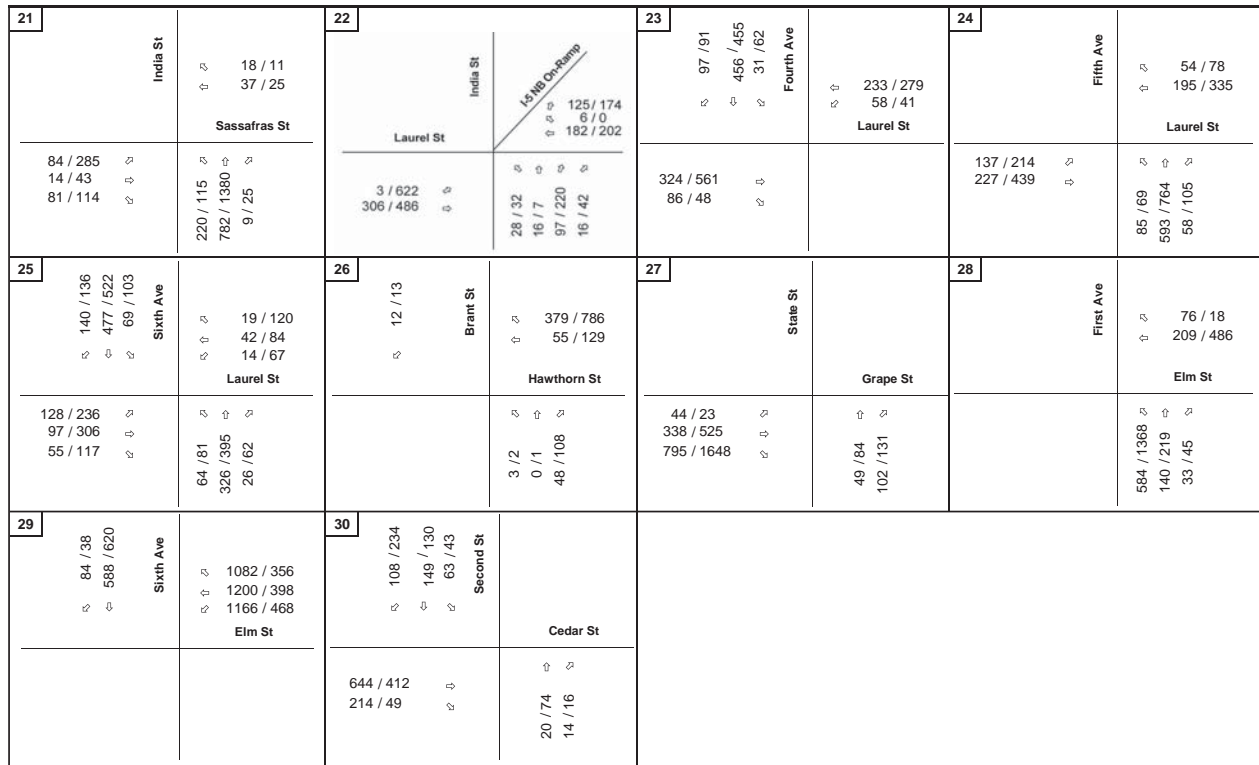 21
India St
18 / 11
37 / 25
Sassafras St
84 / 285
14 / 43
81 / 114
220 / 115
782 / 1380
9 / 25
22
India St
I-5 NB On-Ramp
125 / 174
6 / 0
182 / 202
Laurel St
3 / 622
306 / 486
28 / 32
16 / 7
97 / 220
16 / 42
23
97 / 91
456 / 455
31 / 62
Fourth Ave
233 / 279
58 / 41
Laurel St
324 / 561
86 / 48
24
Fifth Ave
54 / 78
195 / 335
Laurel St
137 / 214
227 / 439
85 / 69
593 / 764
58 / 105
25
140 / 136
477 / 522
69 / 103
Sixth Ave
19 / 120
42 / 84
14 / 67
Laurel St
128 / 236
97 / 306
55 / 117
64 / 81
326 / 395
26 / 62
26
12 / 13
Brant St
379 / 786
55 / 129
Hawthorn St
3 / 2
0 / 1
48 / 108
27
State St
Grape St
44 / 23
338 / 525
795 / 1648
49 / 84
102 / 131
28
First Ave
76 / 18
209 / 486
Elm St
584 / 1368
140 / 219
33 / 45
29
84 / 38
588 / 620
Sixth Ave
1082 / 356
1200 / 398
1166 / 468
Elm St
30
108 / 234
149 / 130
63 / 43
Second St
Cedar St
644 / 412
214 / 49
20 / 74
14 / 16